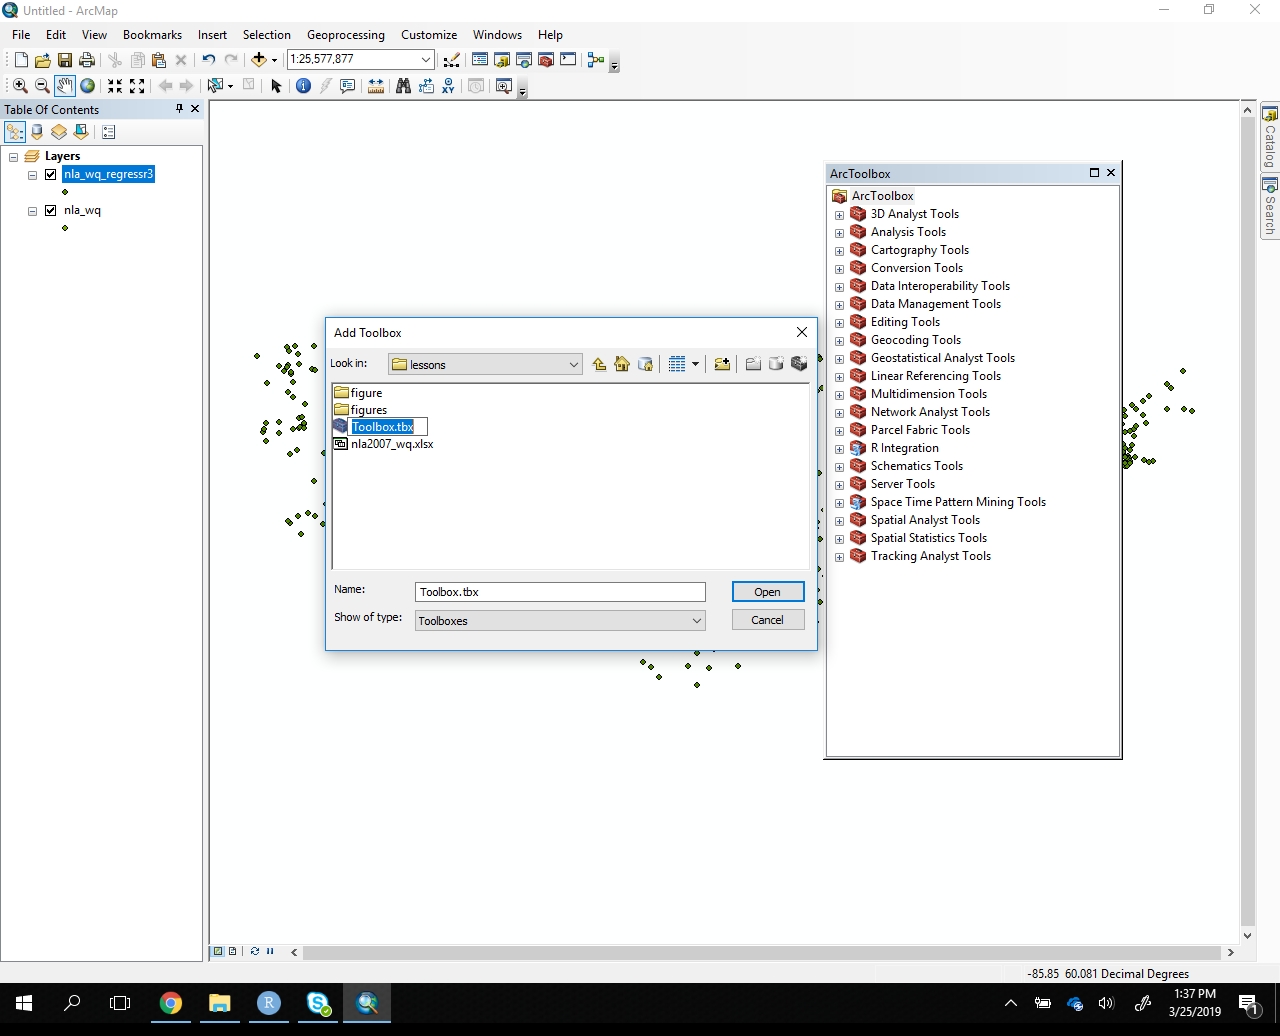 Untitled - ArcMap
File Edit View Bookmarks Insert Selection Geoprocessing Customize Windows Help
1:25,577,877
Table Of Contents
Layers
nla_wq_regressr3
nla_wq
Catalog
Search
ArcToolbox
ArcToolbox
3D Analyst Tools
Analysis Tools
Cartography Tools
Conversion Tools
Data Interoperability Tools
Data Management Tools
Editing Tools
Geocoding Tools
Geostatistical Analyst Tools
Linear Referencing Tools
Multidimension Tools
Network Analyst Tools
Parcel Fabric Tools
R Integration
Schematics Tools
Server Tools
Space Time Pattern Mining Tools
Spatial Analyst Tools
Spatial Statistics Tools
Tracking Analyst Tools
Add Toolbox
Look in: lessons
figure
figures
Toolbox.tbx
nla2007_wq.xlsx
Name: Toolbox.tbx Open
Show of type: Toolboxes Cancel
-85.85 60.081 Decimal Degrees
R S
1:37 PM
3/25/2019
1